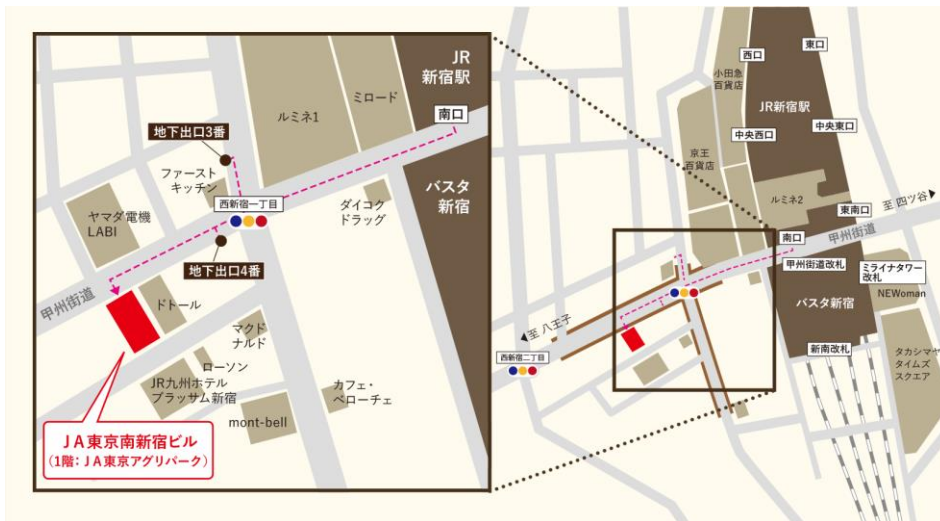 JR
新宿駅
ミロード
南口
ルミネ1
地下出口3番
ファースト
キッチン
西新宿一丁目
ダイコク
ドラッグ
バスタ
新宿
ヤマダ電機
LABI
地下出口4番
甲州街道
ドトール
マクド
ナルド
ローソン
JR九州ホテル
ブラッサム新宿
カフェ・
ベローチェ
mont-bell
JA東京南新宿ビル
(1階:JA東京アグリパーク)
東口
西口
小田急
百貨店
JR新宿駅
中央東口
中央西口
京王
百貨店
ルミネ2
東南口
至 四ツ谷▶
甲州街道
南口
甲州街道改札
ミライナタワー
改札
NEWoman
バスタ新宿
◀至 八王子
西新宿二丁目
新南改札
タカシマヤ
タイムズ
スクエア